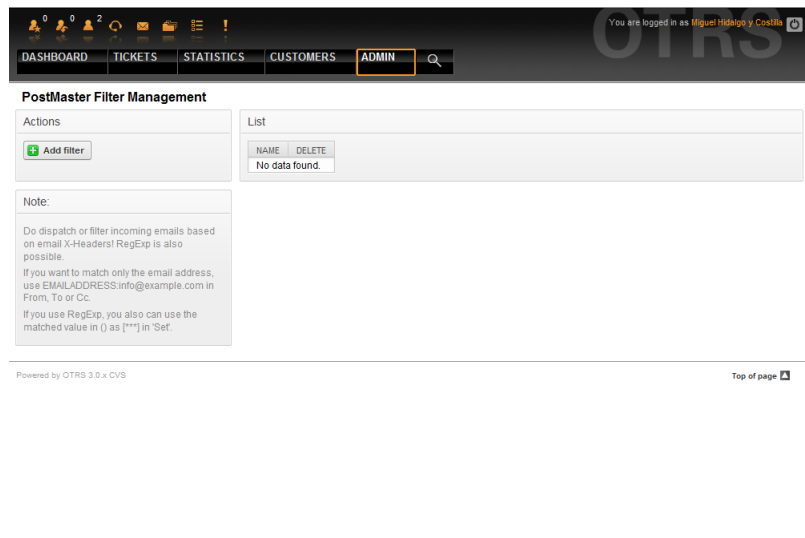 0 0 2
OTRS
You are logged in as Miguel Hidalgo y Costilla
DASHBOARD TICKETS STATISTICS CUSTOMERS ADMIN
PostMaster Filter Management
Actions
Add filter
List
NAME DELETE
No data found.
Note:
Do dispatch or filter incoming emails based
on email X-Headers! RegExp is also
possible.
If you want to match only the email address,
use EMAILADDRESS:info@example.com in
From, To or Cc.
If you use RegExp, you also can use the
matched value in () as [***] in 'Set'.
Powered by OTRS 3.0.x CVS
Top of page